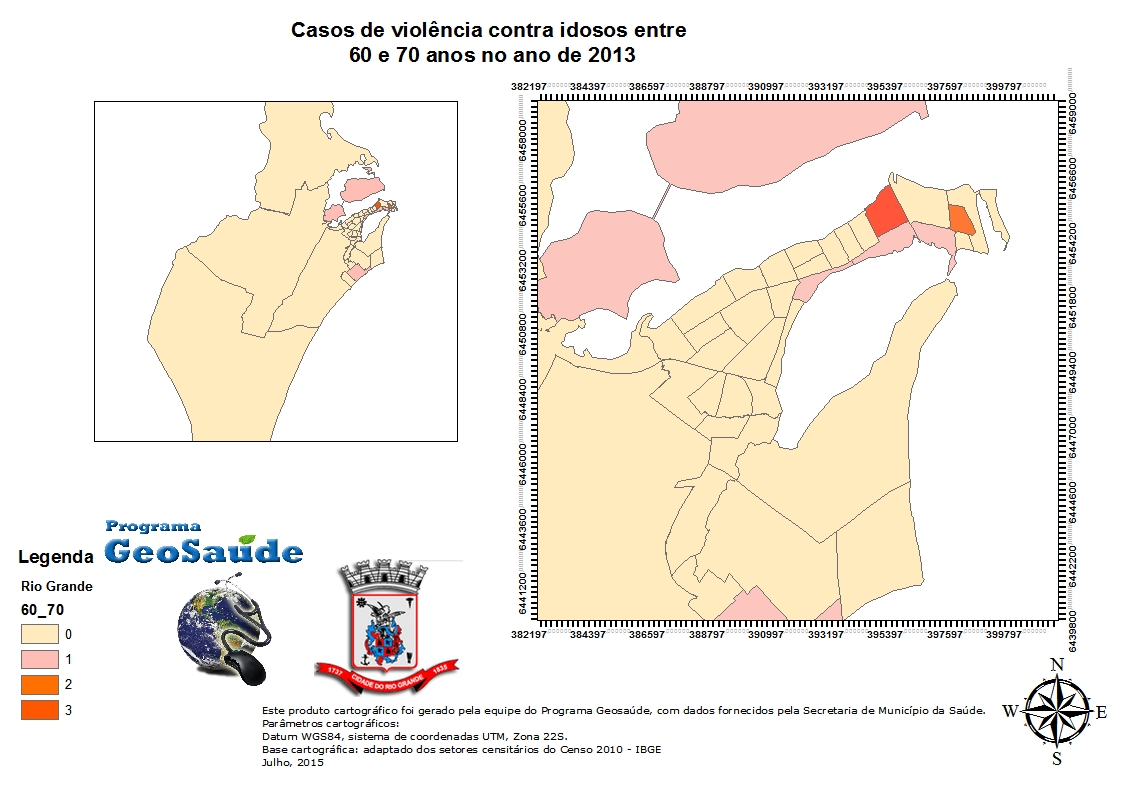 Casos de violência contra idosos entre
60 e 70 anos no ano de 2013
382197 384397 386597 388797 390997 393197 395397 397597 399797
6458000
6455600
6453200
6450800
6448400
6446000
6443600
6441200
6459000
6456600
6454200
6451800
6449400
6447000
6444600
6442200
6439800
382197 384397 386597 388797 390997 393197 395397 397597 399797
Programa
GeoSaúde
Legenda
Rio Grande
60_70
0
1
2
3
1737 CIDADE DO RIO GRANDE 1835
Este produto cartográfico foi gerado pela equipe do Programa Geosaúde, com dados fornecidos pela Secretaria de Município da Saúde.
Parâmetros cartográficos:
Datum WGS84, sistema de coordenadas UTM, Zona 22S.
Base cartográfica: adaptado dos setores censitários do Censo 2010 - IBGE
Julho, 2015
N
W E
S